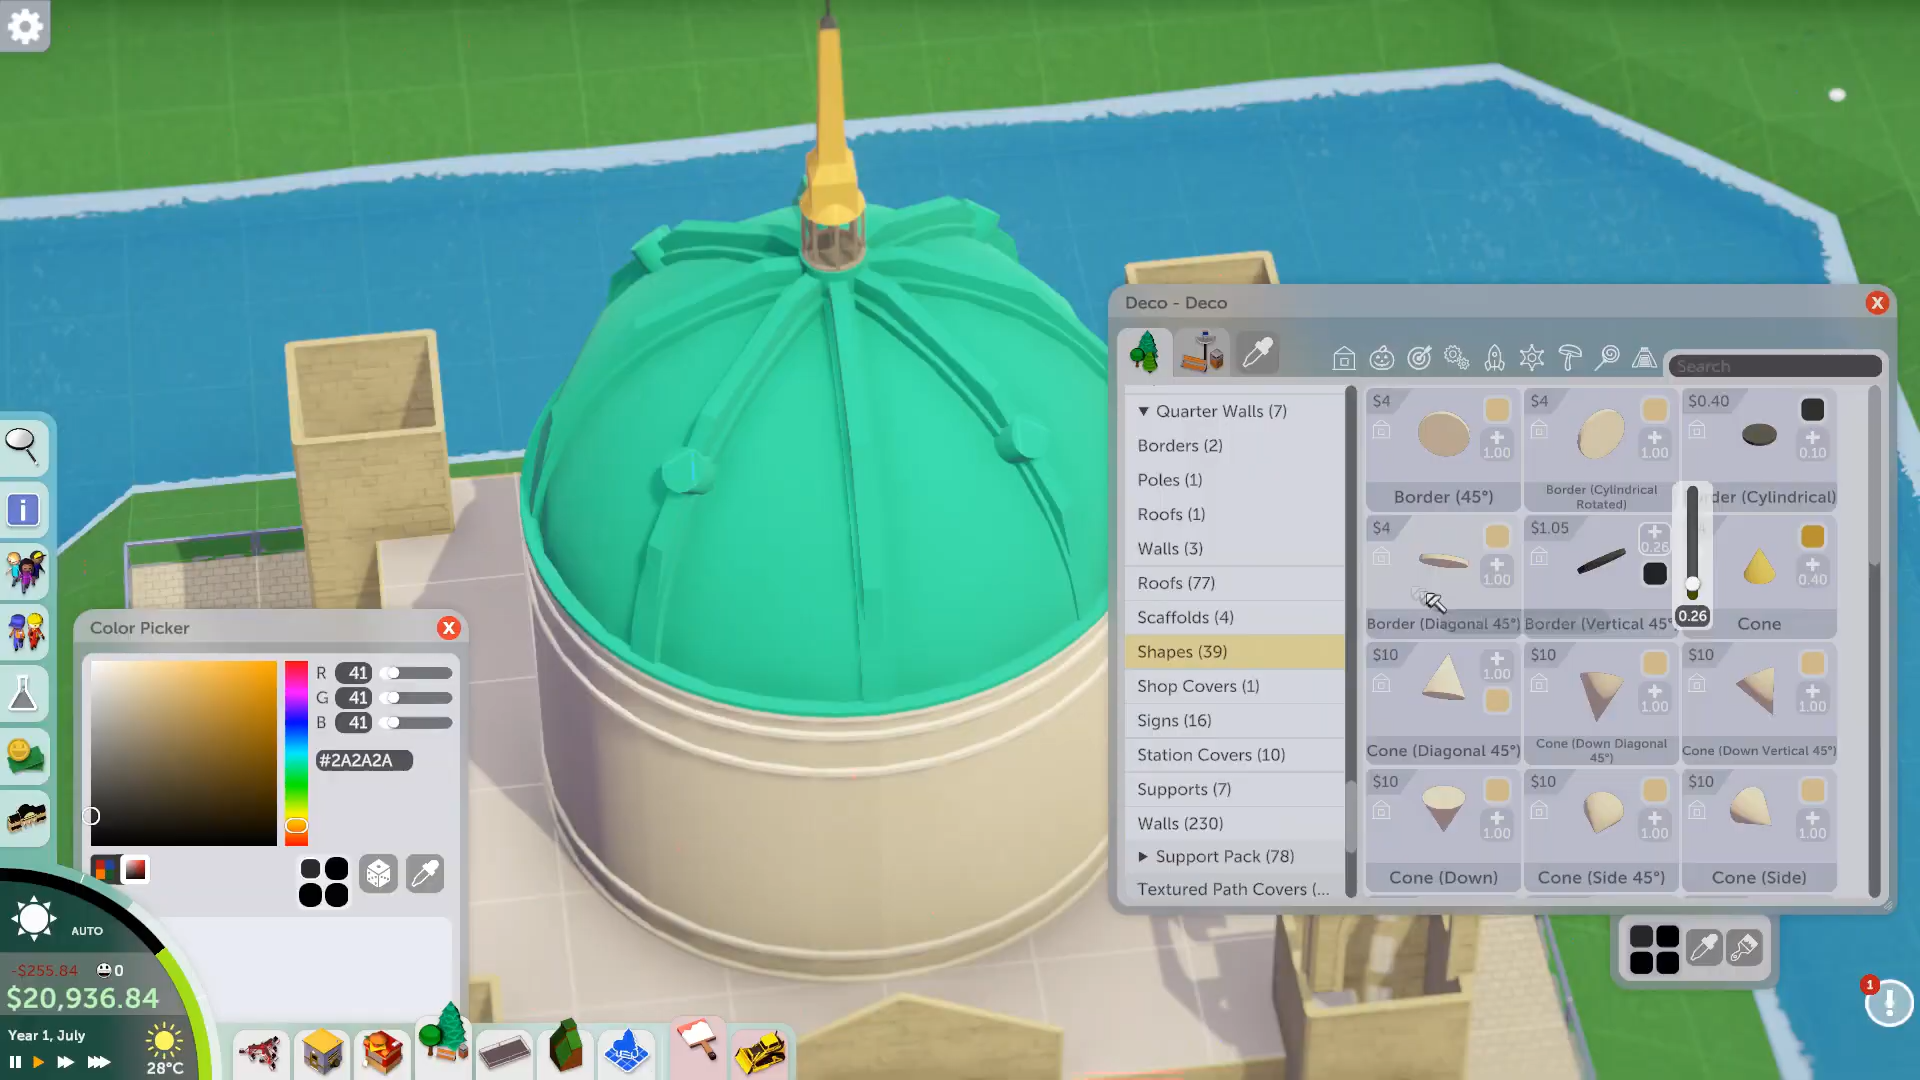 Deco - Deco
X
Search
Quarter Walls (7)
Borders (2)
Poles (1)
Roofs (1)
Walls (3)
Roofs (77)
Scaffolds (4)
Shapes (39)
Shop Covers (1)
Signs (16)
Station Covers (10)
Supports (7)
Walls (230)
Support Pack (78)
Textured Path Covers (...
$4
1.00
Border (45°)
$4
1.00
Border (Cylindrical
Rotated)
$0.40
0.10
rder (Cylindrical)
$4
1.00
Border (Diagonal 45°)
$1.05
0.26
Border (Vertical 45°
0.26
0.40
Cone
$10
1.00
Cone (Diagonal 45°)
$10
1.00
Cone (Down Diagonal
45°)
$10
1.00
Cone (Down Vertical 45°)
$10
1.00
Cone (Down)
$10
1.00
Cone (Side 45°)
$10
1.00
Cone (Side)
Color Picker
X
R 41
G 41
B 41
#2A2A2A
AUTO
-$255.84
0
$20,936.84
Year 1, July
28°C
1